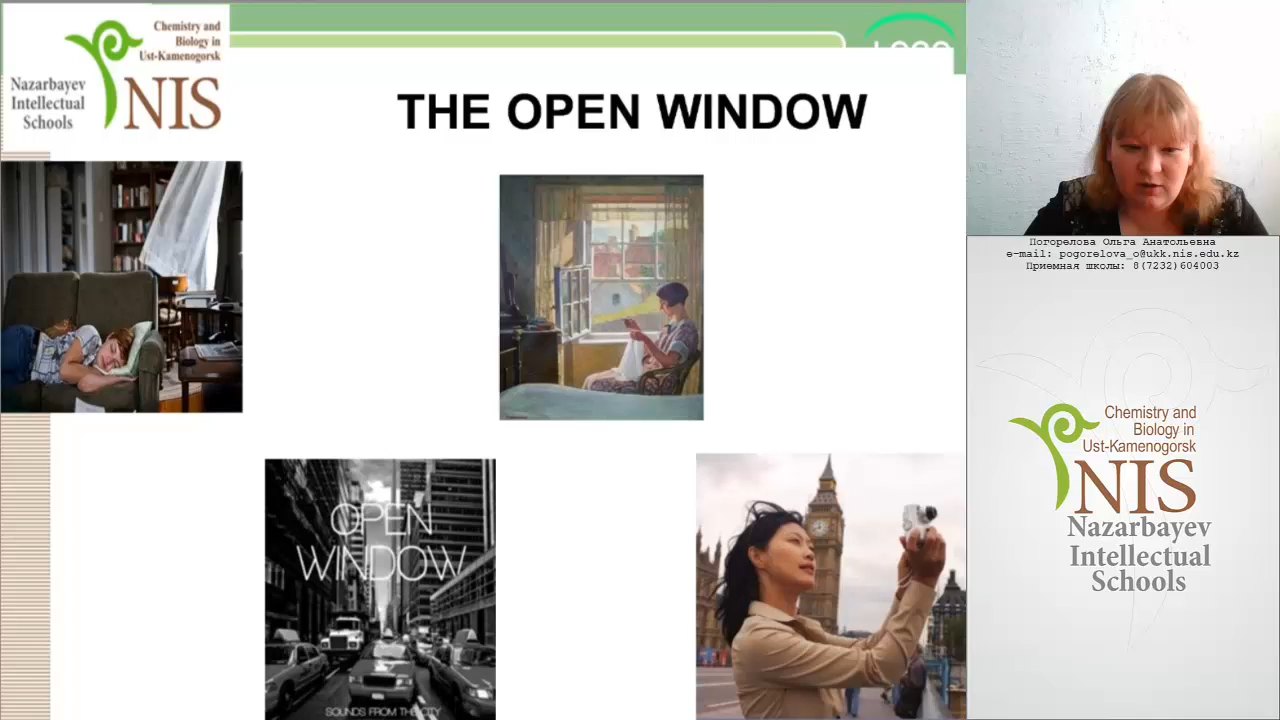 Chemistry and
Biology in
Ust-Kamenogorsk
Nazarbayev
Intellectual
Schools
NIS
THE OPEN WINDOW
OPEN
WINDOW
SOUNDS FROM THE CITY
Погорелова Ольга Анатольевна
e-mail: pogorelova_o@ukk.nis.edu.kz
Приемная школы: 8(7232)604003
Chemistry and
Biology in
Ust-Kamenogorsk
NIS
Nazarbayev
Intellectual
Schools